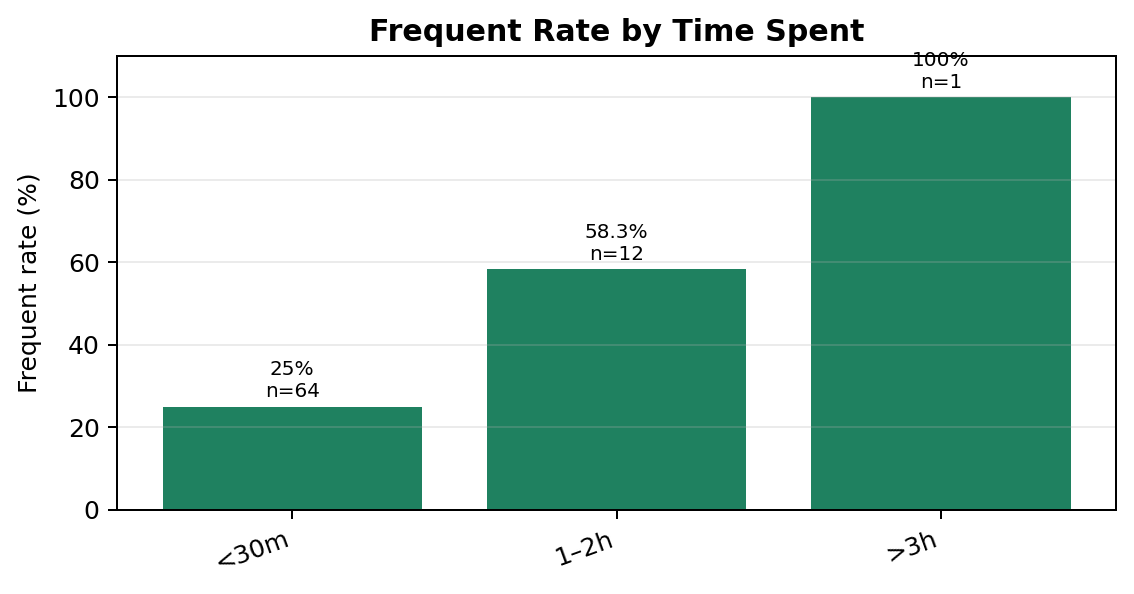 Frequent Rate by Time Spent
Frequent rate (%)
100
80
60
40
20
0
25%
n=64
58.3%
n=12
100%
n=1
<30m
1–2h
>3h